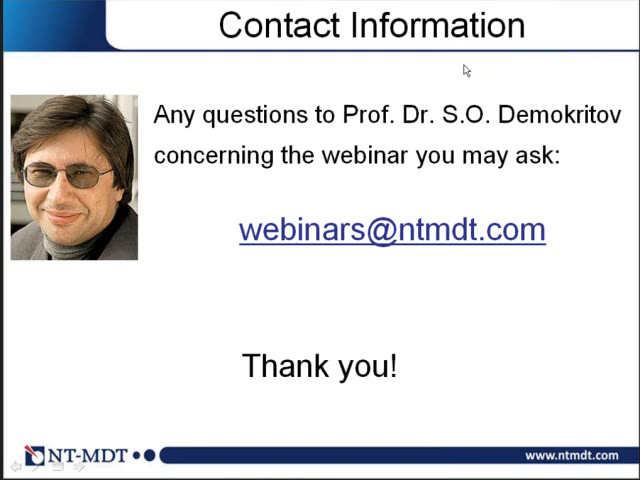 Contact Information
Any questions to Prof. Dr. S.O. Demokritov
concerning the webinar you may ask:
webinars@ntmdt.com
Thank you!
NT-MDT
www.ntmdt.com